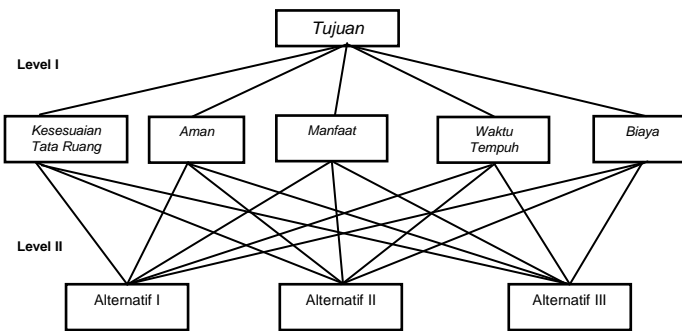 Tujuan
Level I
Kesesuaian
Tata Ruang
Aman
Manfaat
Waktu
Tempuh
Biaya
Level II
Alternatif I
Alternatif II
Alternatif III